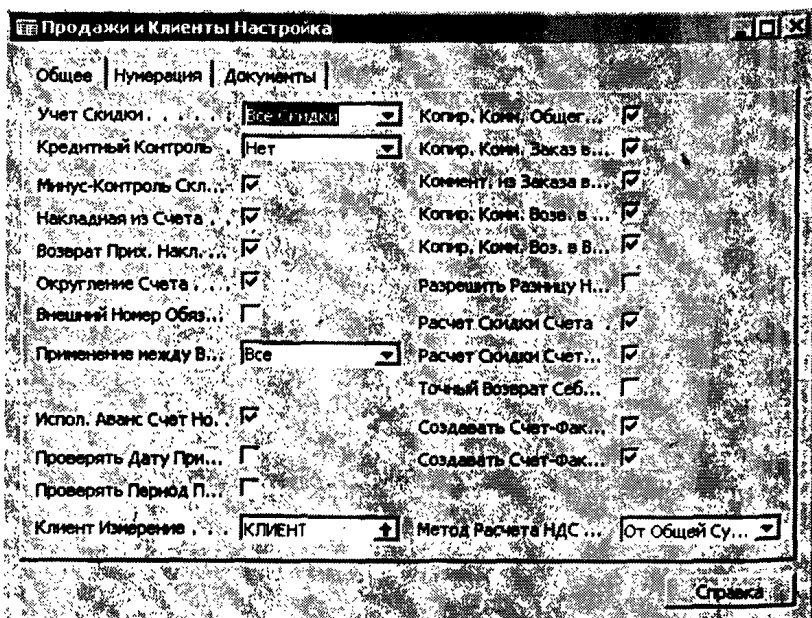 Продажи и Клиенты Настройка
Общее Нумерация Документы
Учет Скидки . . . . . . Все Скидки
Кредитный Контроль . Нет
Минус-Контроль Скл...
Накладная из Счета . .
Возврат Прих. Накл. ...
Округление Счета . . .
Внешний Номер Обяз...
Применение между В... Все
Испол. Аванс Счет Но. .
Проверять Дату При...
Проверять Период П...
Клиент Измерение . . . КЛИЕНТ
Копир. Комм. Общег...
Копир. Комм. Заказ в...
Коммент. из Заказа в...
Копир. Комм. Возв. в ...
Копир. Комм. Воз. в В...
Разрешить Разницу Н...
Расчет Скидки Счета .
Расчет Скидки Счет...
Точный Возврат Себ...
Создавать Счет-Фак...
Создавать Счет-Фак...
Метод Расчета НДС ... От Общей Су...
Справка